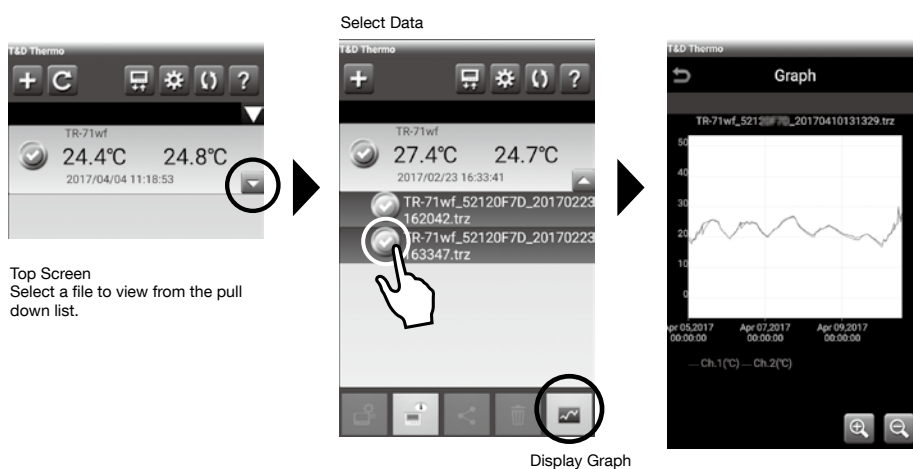 Select Data
T&D Thermo
?
TR-71wf
24.4°C 24.8°C
2017/04/04 11:18:53
Top Screen
Select a file to view from the pull
down list.
T&D Thermo
?
TR-71wf
27.4°C 24.7°C
2017/02/23 16:33:41
TR-71wf_52120F7D_20170223
162042.trz
TR-71wf_52120F7D_20170223
163347.trz
Display Graph
T&D Thermo
Graph
TR-71wf_5212 _20170410131329.trz
50
40
30
20
10
0
Apr 05,2017 Apr 07,2017 Apr 09,2017
00:00:00 00:00:00 00:00:00
Ch.1(°C) Ch.2(°C)